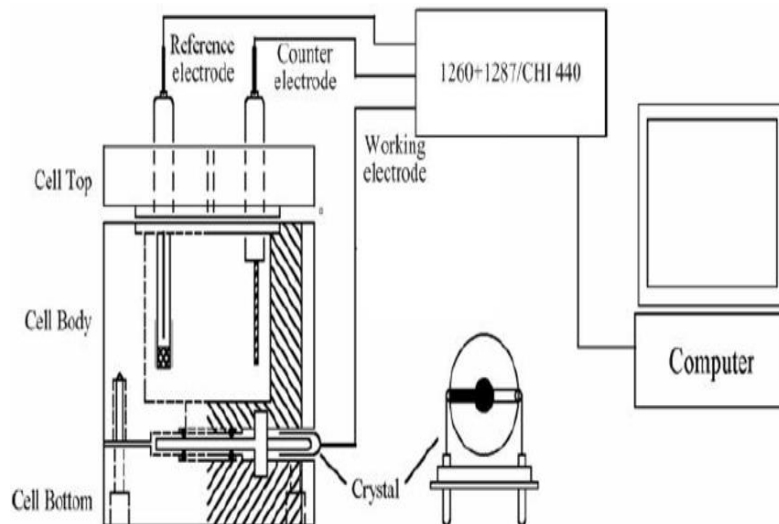 Reference
electrode
Counter
electrode
1260+1287/CHI 440
Working
electrode
Cell Top
Cell Body
Computer
Crystal
Cell Bottom